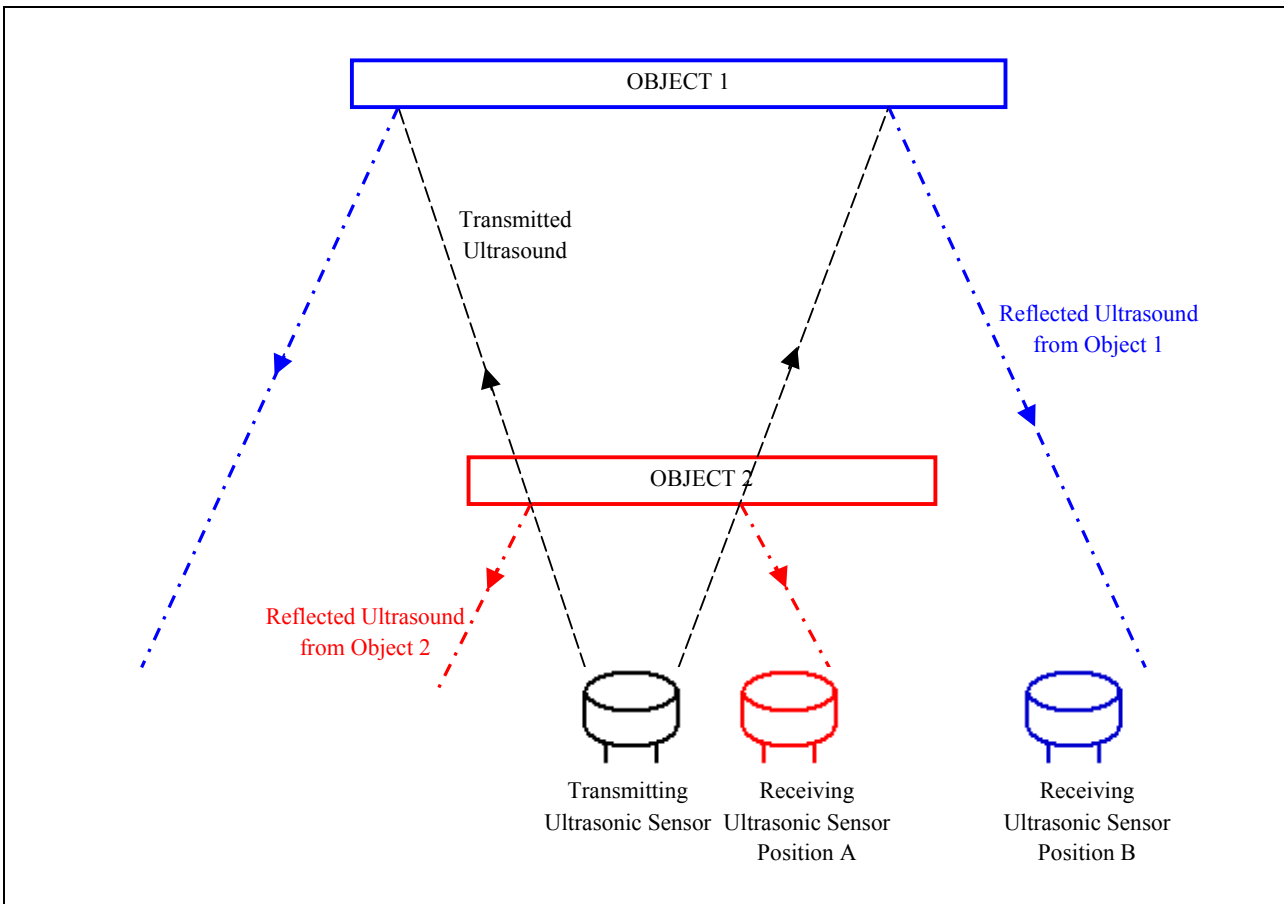 OBJECT 1
Transmitted
Ultrasound
Reflected Ultrasound
from Object 1
OBJECT 2
Reflected Ultrasound
from Object 2
Transmitting
Ultrasonic Sensor
Receiving
Ultrasonic Sensor
Position A
Receiving
Ultrasonic Sensor
Position B